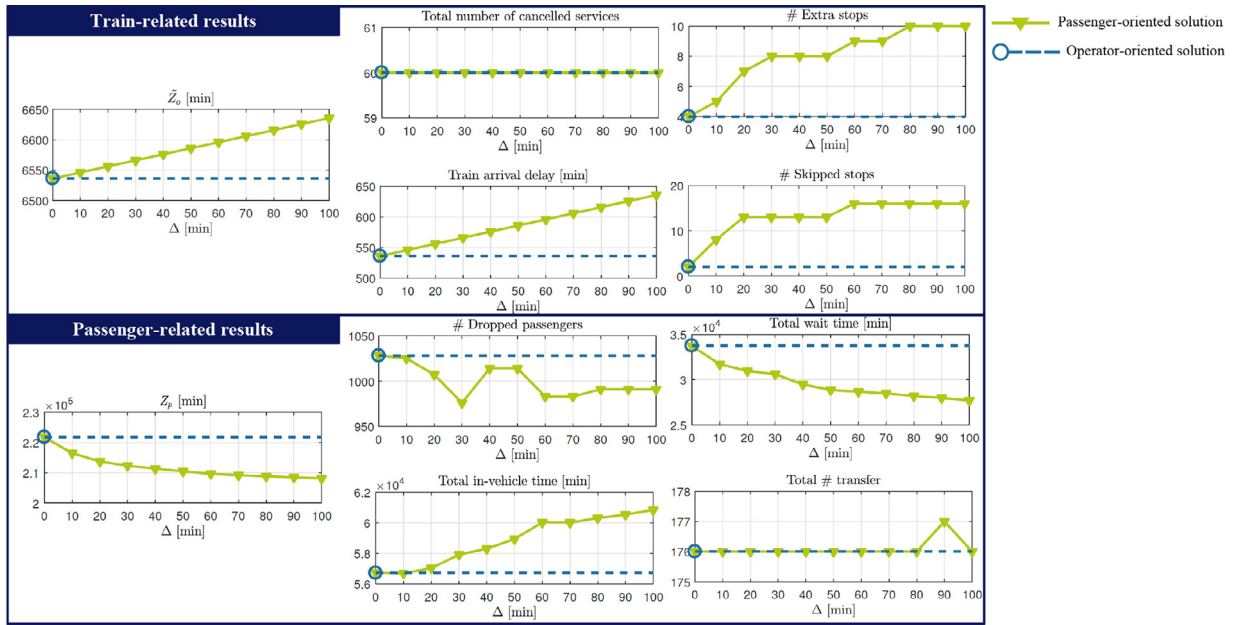 Train-related results
Total number of cancelled services
61
60
59
0 10 20 30 40 50 60 70 80 90 100
Δ [min]
# Extra stops
10
8
6
4
0 10 20 30 40 50 60 70 80 90 100
Δ [min]
Passenger-oriented solution
Operator-oriented solution
Z̃ₒ [min]
6650
6600
6550
6500
0 10 20 30 40 50 60 70 80 90 100
Δ [min]
Train arrival delay [min]
650
600
550
500
0 10 20 30 40 50 60 70 80 90 100
Δ [min]
# Skipped stops
20
10
0
0 10 20 30 40 50 60 70 80 90 100
Δ [min]
Passenger-related results
# Dropped passengers
1050
1000
950
0 10 20 30 40 50 60 70 80 90 100
Δ [min]
Total wait time [min]
×10⁴
3.5
3
2.5
0 10 20 30 40 50 60 70 80 90 100
Δ [min]
Zₚ [min]
×10⁵
2.3
2.2
2.1
2
0 10 20 30 40 50 60 70 80 90 100
Δ [min]
Total in-vehicle time [min]
×10⁴
6.2
6
5.8
5.6
0 10 20 30 40 50 60 70 80 90 100
Δ [min]
Total # transfer
178
177
176
175
0 10 20 30 40 50 60 70 80 90 100
Δ [min]